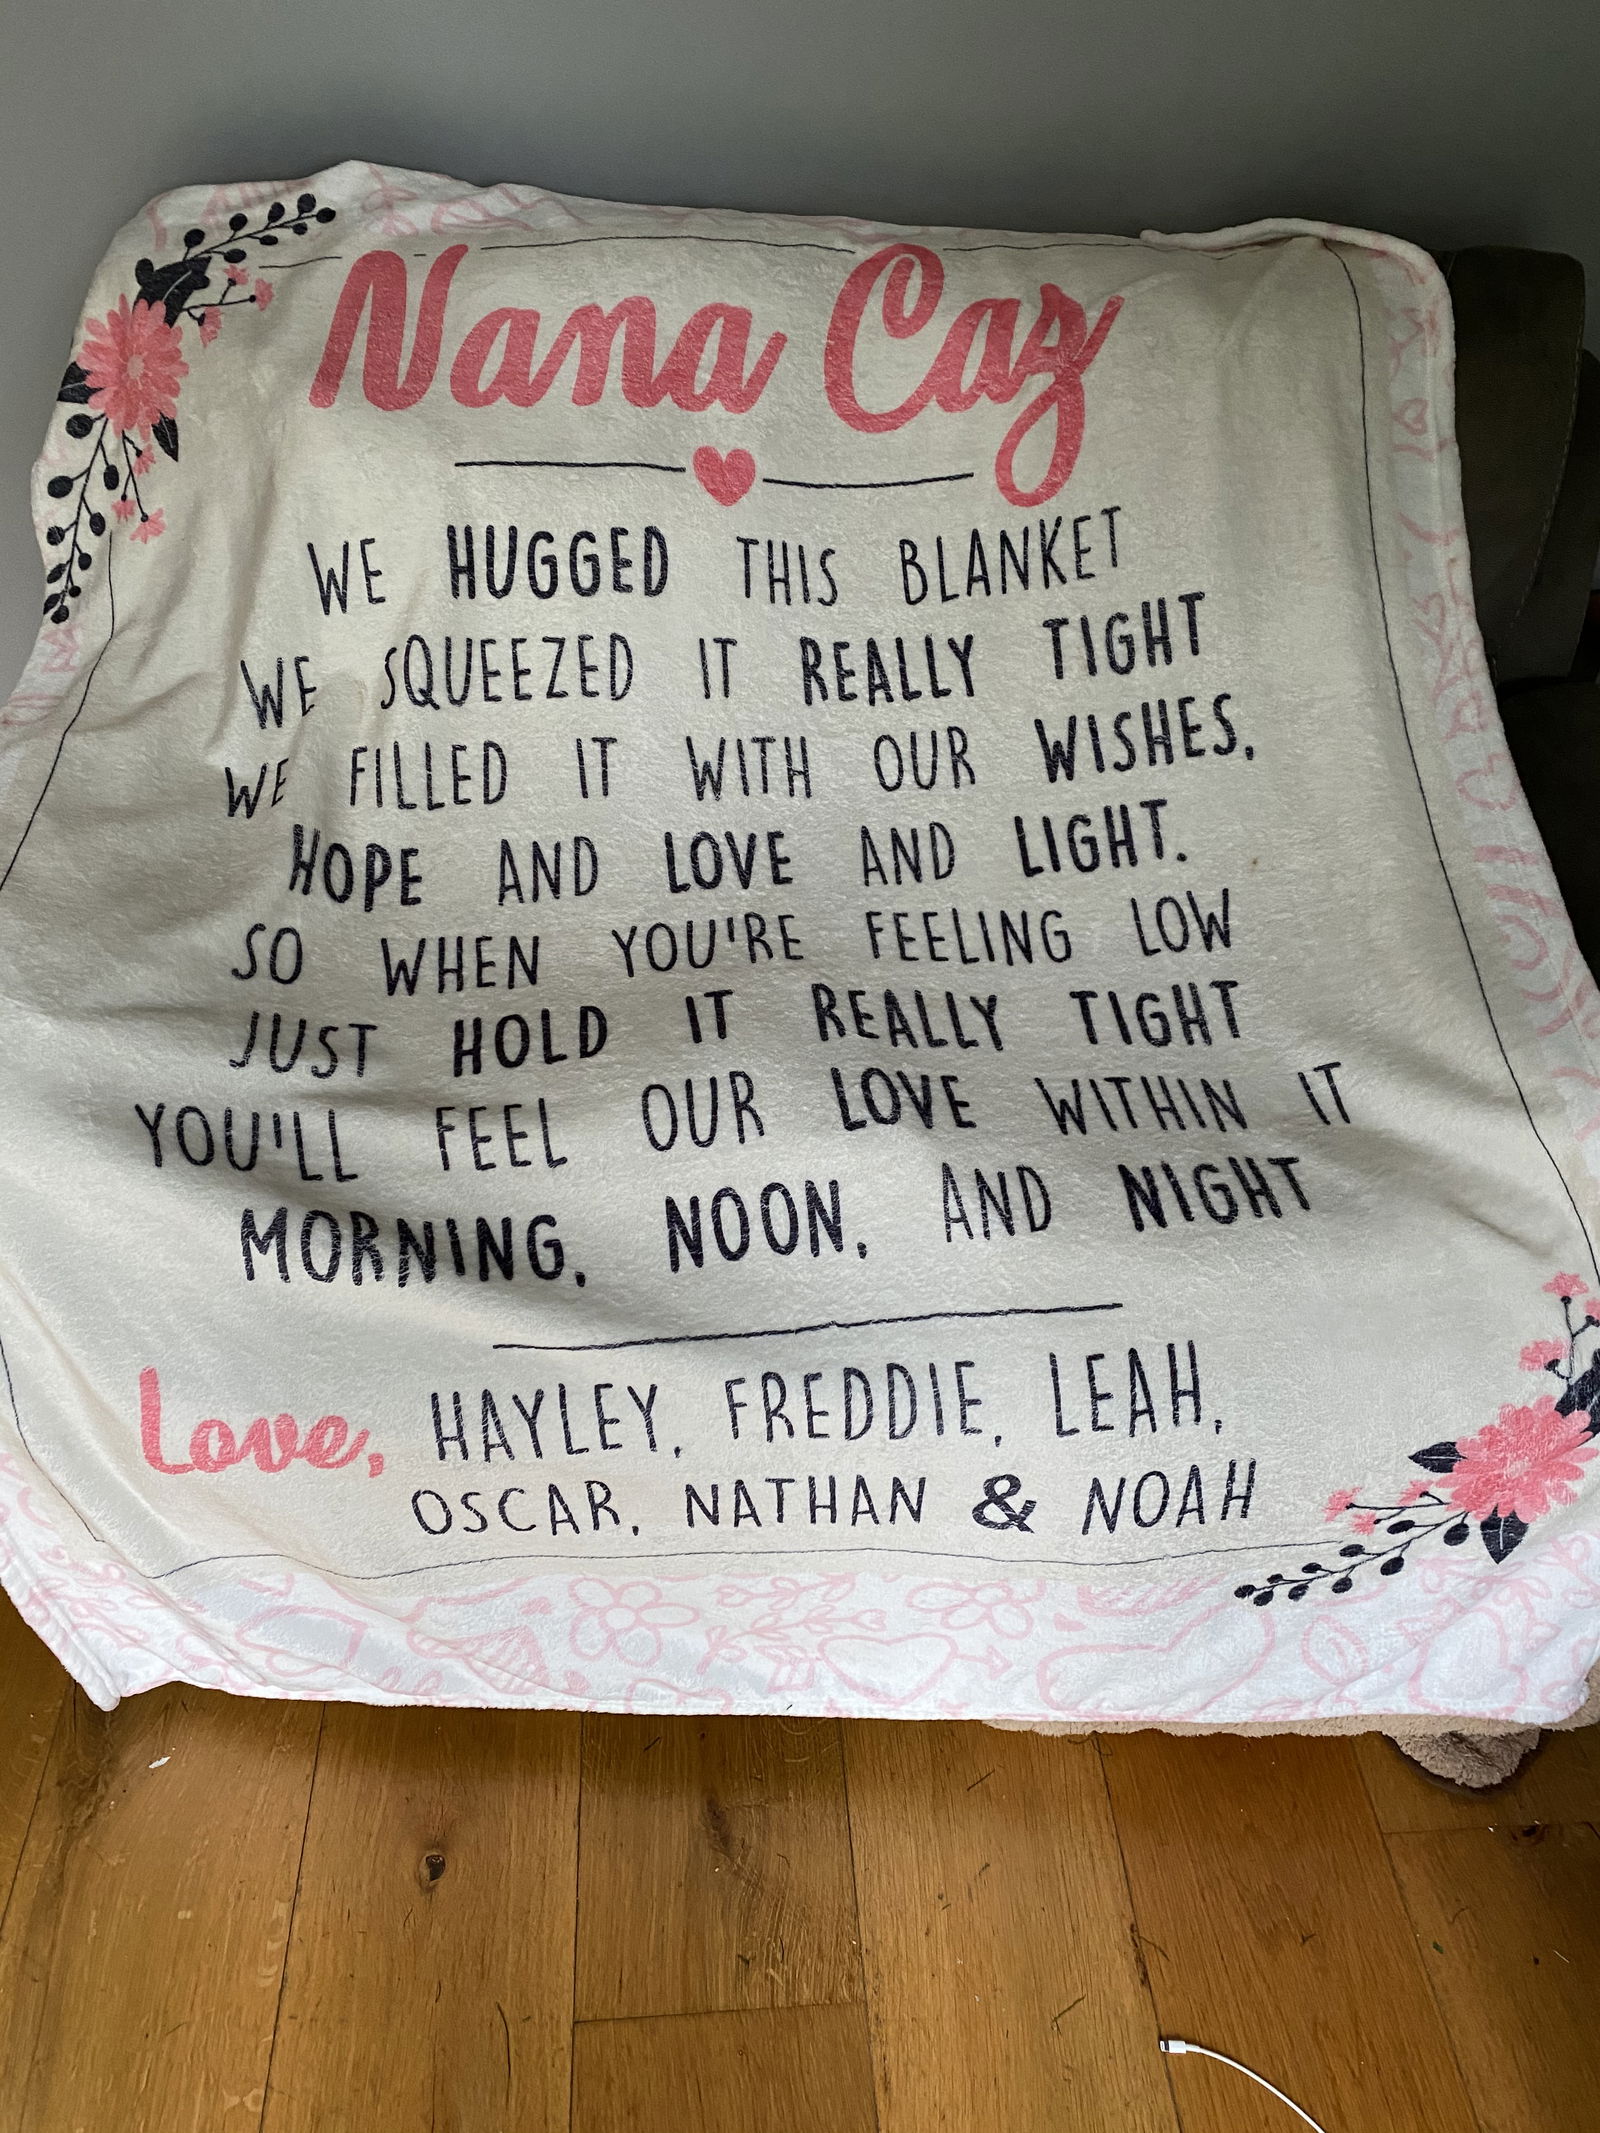 Nana Caz
WE HUGGED THIS BLANKET
WE SQUEEZED IT REALLY TIGHT
WE FILLED IT WITH OUR WISHES,
HOPE AND LOVE AND LIGHT.
SO WHEN YOU'RE FEELING LOW
JUST HOLD IT REALLY TIGHT
YOU'LL FEEL OUR LOVE WITHIN IT
MORNING, NOON, AND NIGHT
Love, HAYLEY, FREDDIE, LEAH,
OSCAR, NATHAN & NOAH